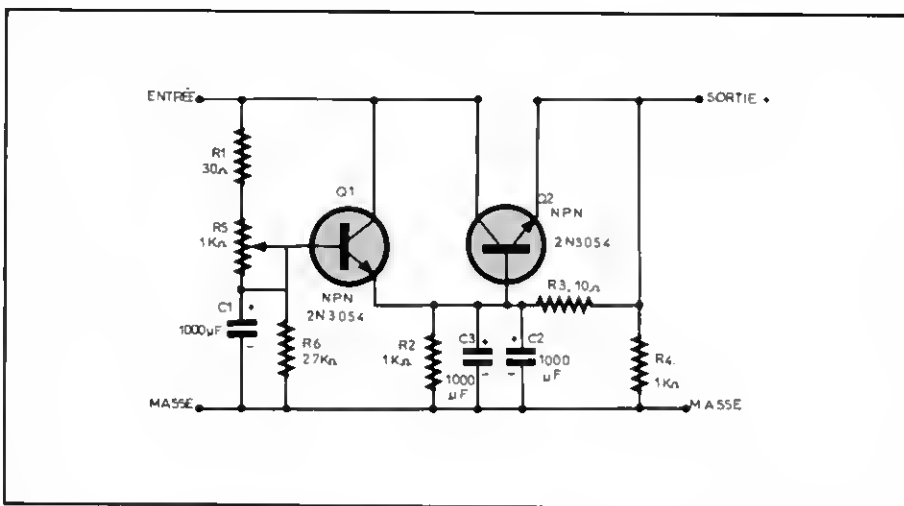 ENTRÉE
SORTIE +
R1
30Ω
Q1
Q2
NPN
2N3054
R5
1KΩ
R3, 10Ω
NPN
2N3054
C1
+
1000µF
-
R6
27KΩ
R2
1KΩ
+
C3
-
1000
µF
+
C2
-
1000
µF
R4.
1KΩ
MASSE
MASSE